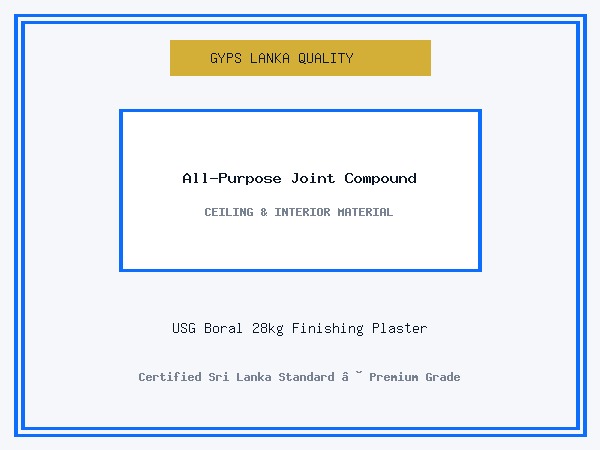 GYPS LANKA QUALITY
All-Purpose Joint Compound
CEILING & INTERIOR MATERIAL
USG Boral 28kg Finishing Plaster
Certified Sri Lanka Standard â ˜ Premium Grade